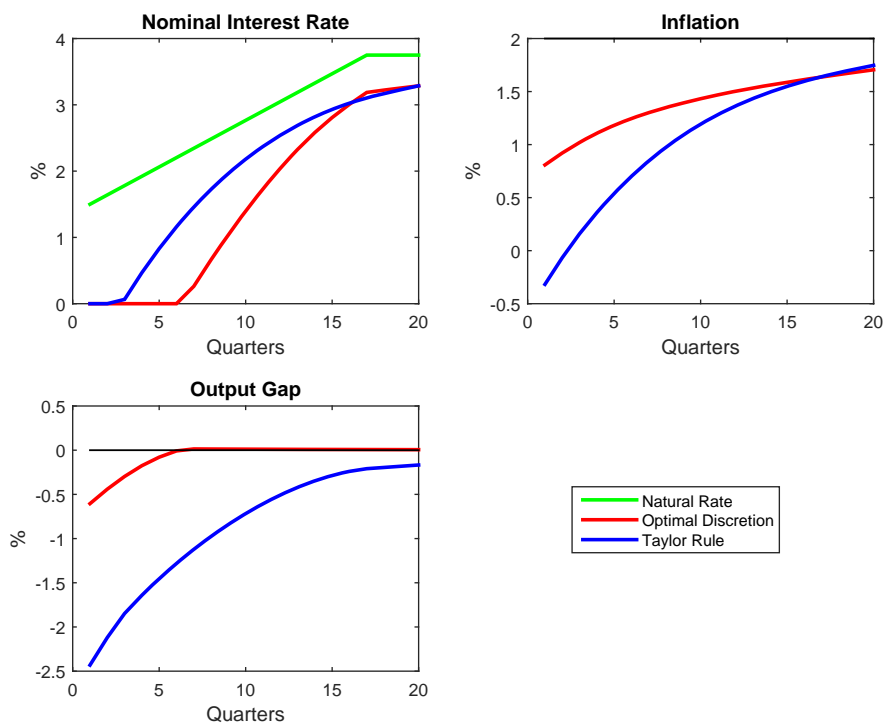 Nominal Interest Rate
4
3
2
1
0
%
0 5 10 15 20
Quarters
Inflation
2
1.5
1
0.5
0
-0.5
%
0 5 10 15 20
Quarters
Output Gap
0.5
0
-0.5
-1
-1.5
-2
-2.5
%
0 5 10 15 20
Quarters
Natural Rate
Optimal Discretion
Taylor Rule